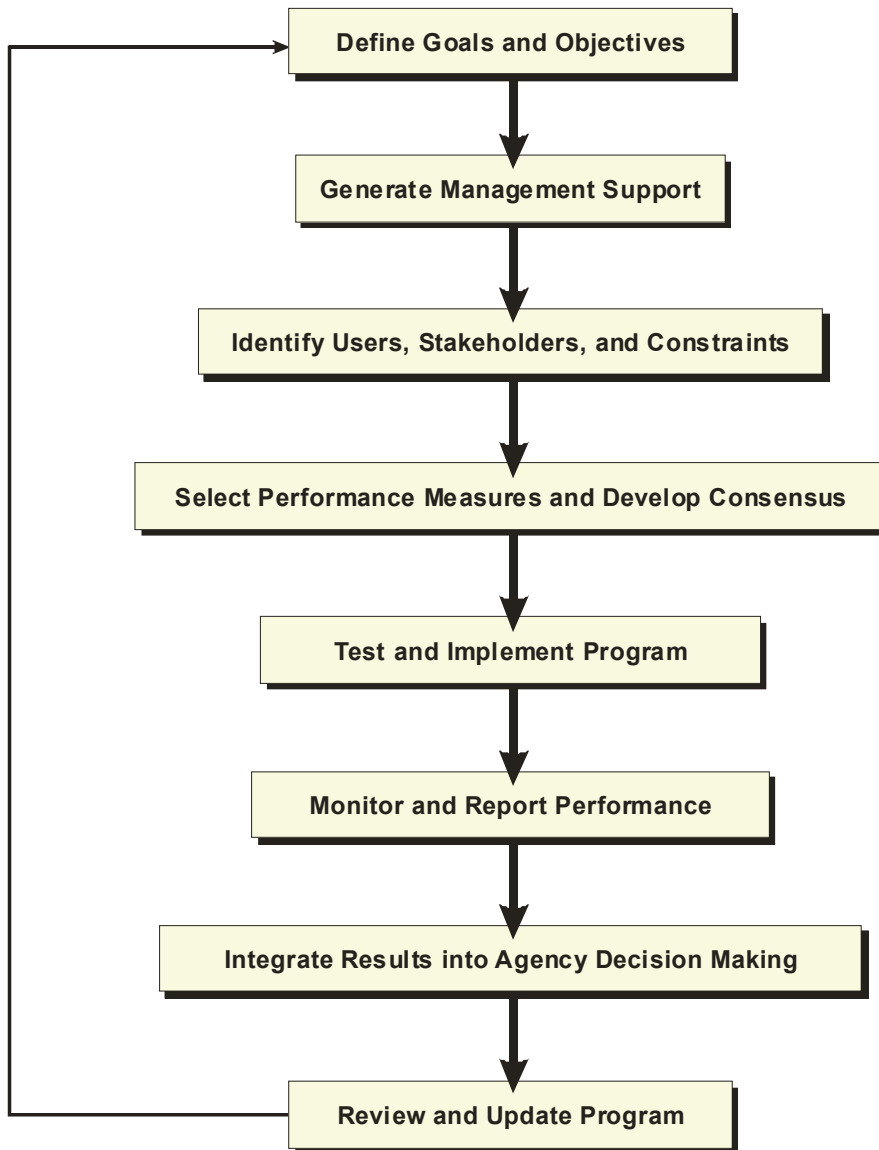 Define Goals and Objectives
Generate Management Support
Identify Users, Stakeholders, and Constraints
Select Performance Measures and Develop Consensus
Test and Implement Program
Monitor and Report Performance
Integrate Results into Agency Decision Making
Review and Update Program